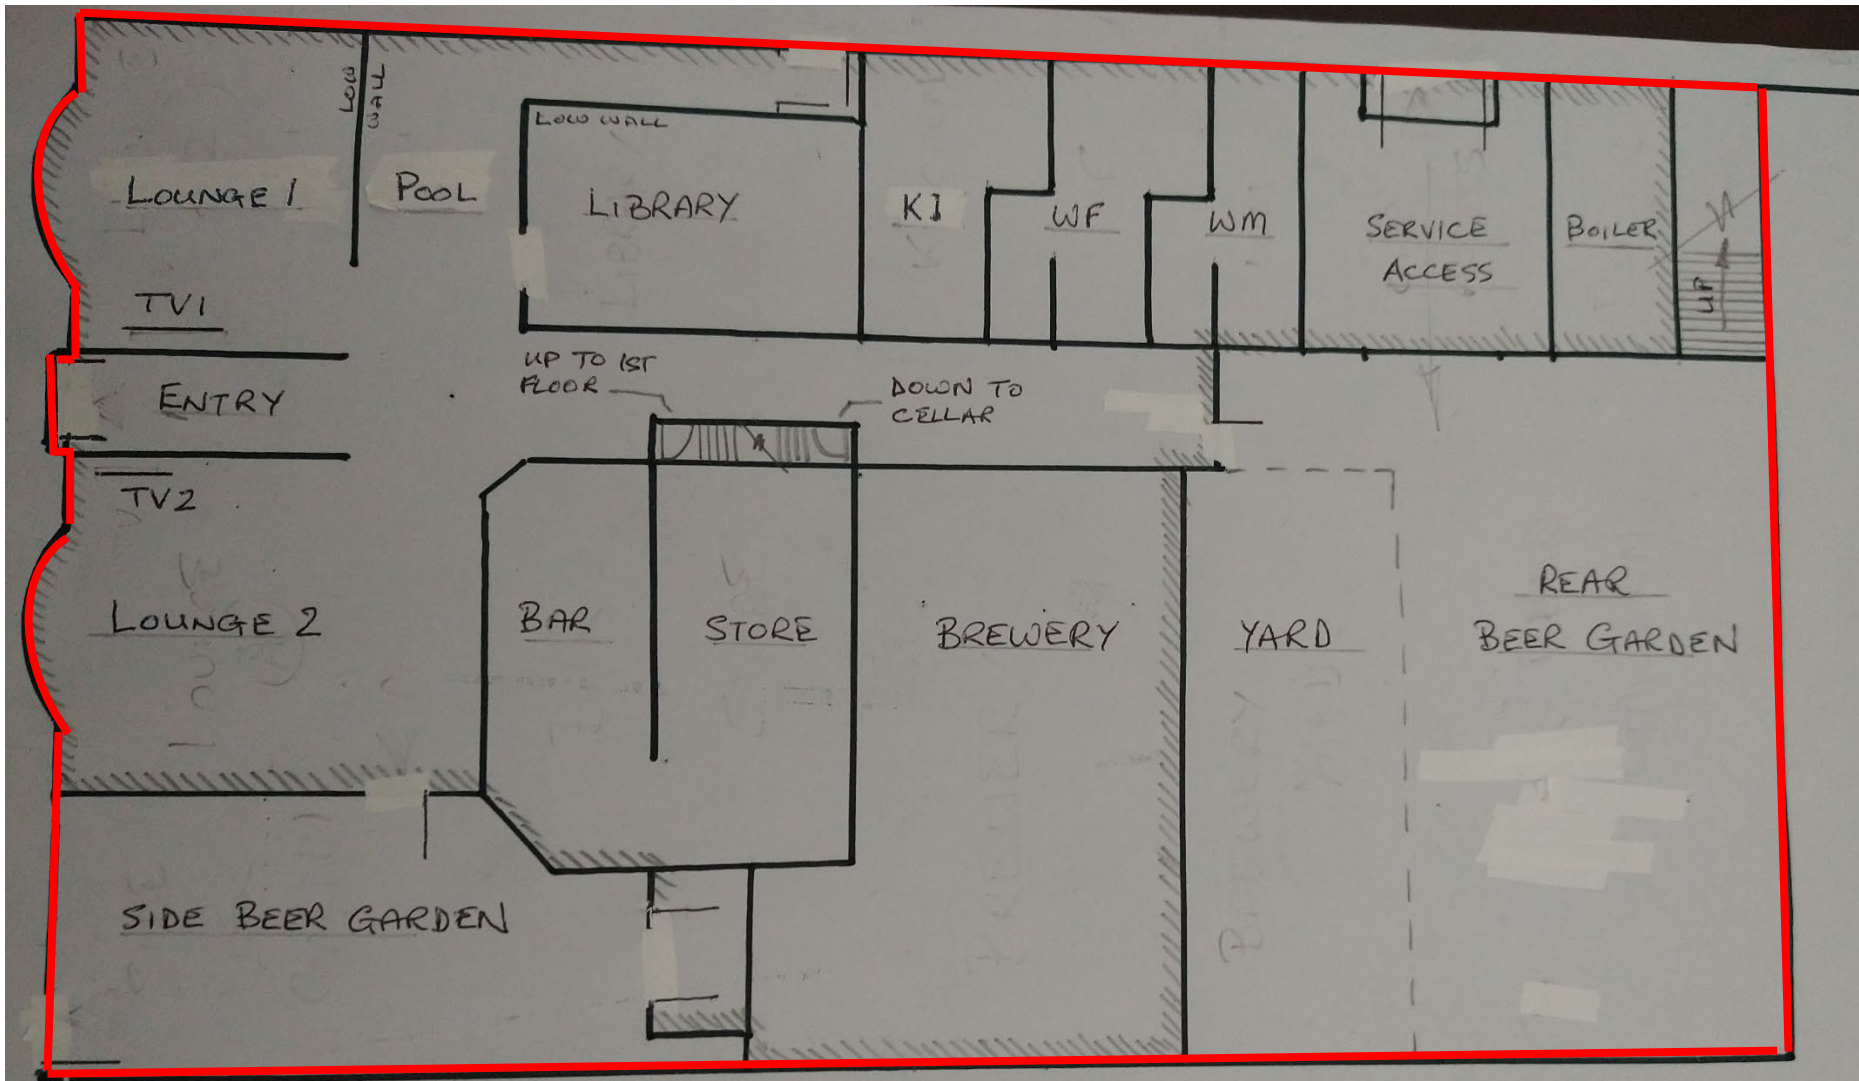 LOW
WALL
LOW WALL
LOUNGE 1
POOL
LIBRARY
KI
WF
WM
SERVICE
ACCESS
BOILER
UP
TV1
ENTRY
UP TO 1ST
FLOOR
DOWN TO
CELLAR
TV2
LOUNGE 2
BAR
STORE
BREWERY
YARD
REAR
BEER GARDEN
SIDE BEER GARDEN